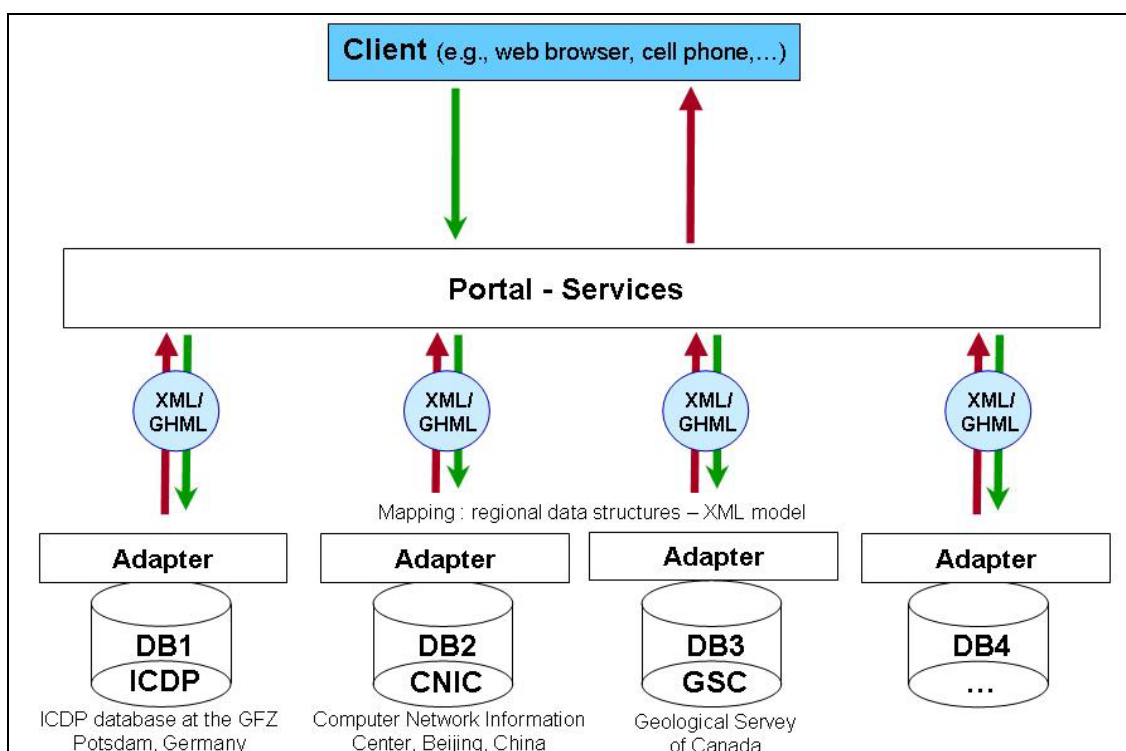 Client (e.g., web browser, cell phone,...)
Portal - Services
XML/
GHML
XML/
GHML
XML/
GHML
XML/
GHML
Mapping : regional data structures – XML model
Adapter
Adapter
Adapter
Adapter
DB1
ICDP
DB2
CNIC
DB3
GSC
DB4
...
ICDP database at the GFZ
Potsdam, Germany
Computer Network Information
Center, Beijing, China
Geological Servey
of Canada